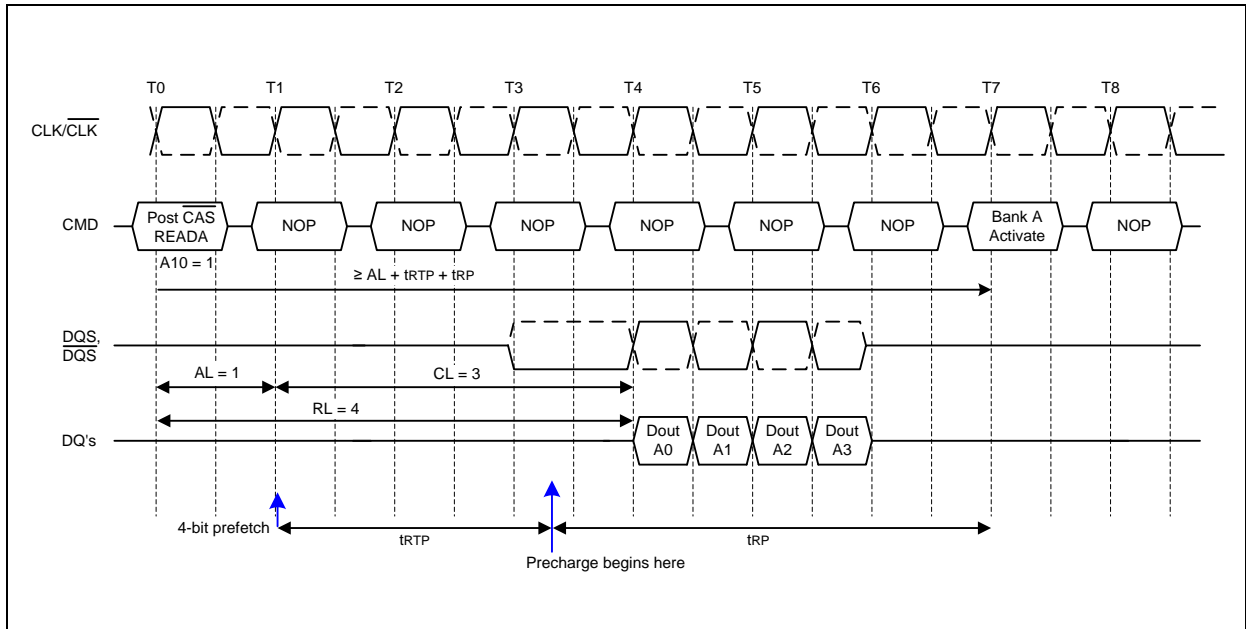 T0 T1 T2 T3 T4 T5 T6 T7 T8
CLK/CLK
CMD
Post CAS
READA
NOP NOP NOP NOP NOP NOP
Bank A
Activate
NOP
A10 = 1
≥ AL + tRTP + tRP
DQS,
DQS
AL = 1
CL = 3
RL = 4
DQ's
Dout
A0
Dout
A1
Dout
A2
Dout
A3
4-bit prefetch
tRTP
tRP
Precharge begins here